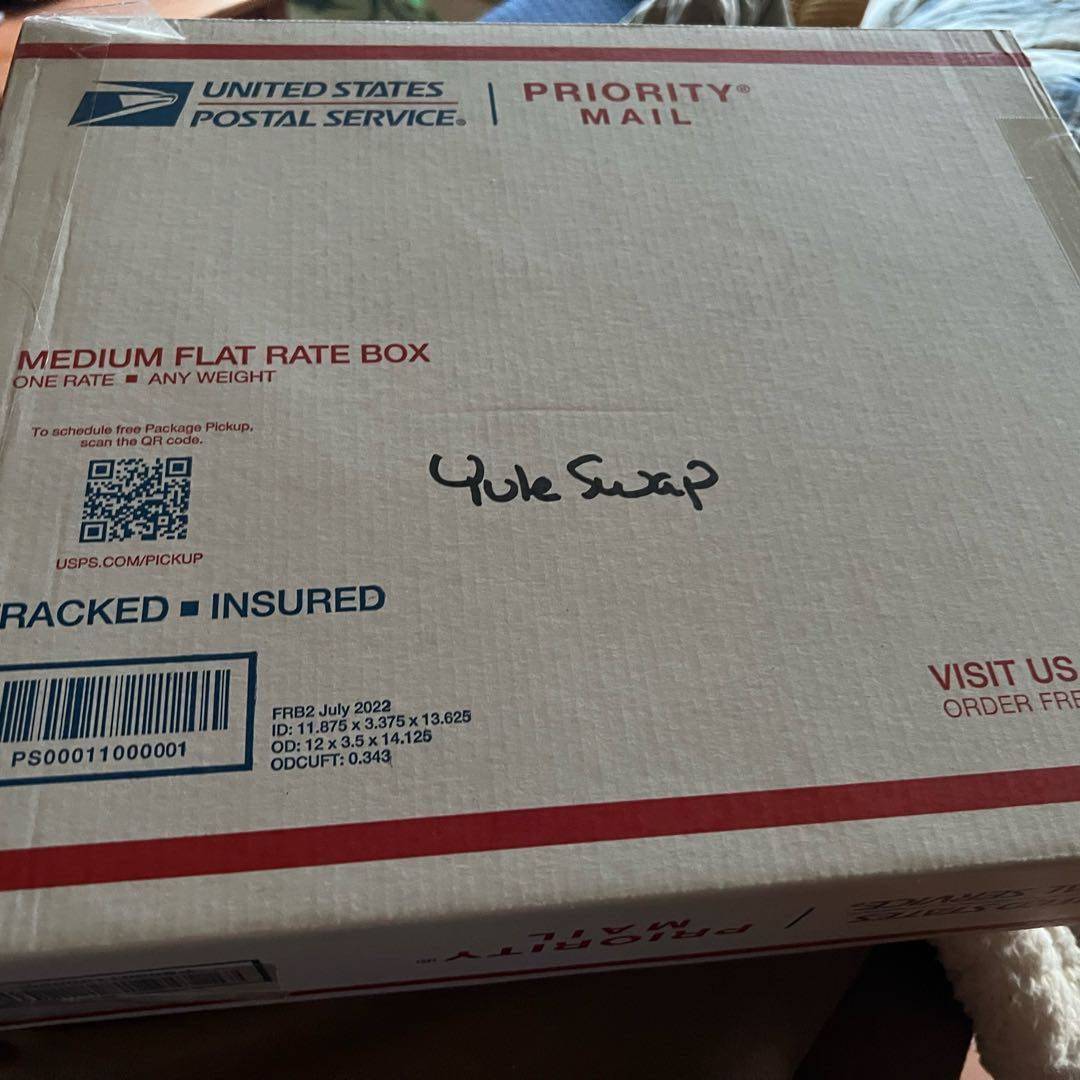 UNITED STATES
POSTAL SERVICE®
PRIORITY®
MAIL
MEDIUM FLAT RATE BOX
ONE RATE ■ ANY WEIGHT
To schedule free Package Pickup,
scan the QR code.
USPS.COM/PICKUP
Yule Swap
RACKED ■ INSURED
PS00011000001
FRB2 July 2022
ID: 11.875 x 3.375 x 13.625
OD: 12 x 3.5 x 14.125
ODCUFT: 0.343
VISIT US
ORDER FRE
PRIORITY
MAIL